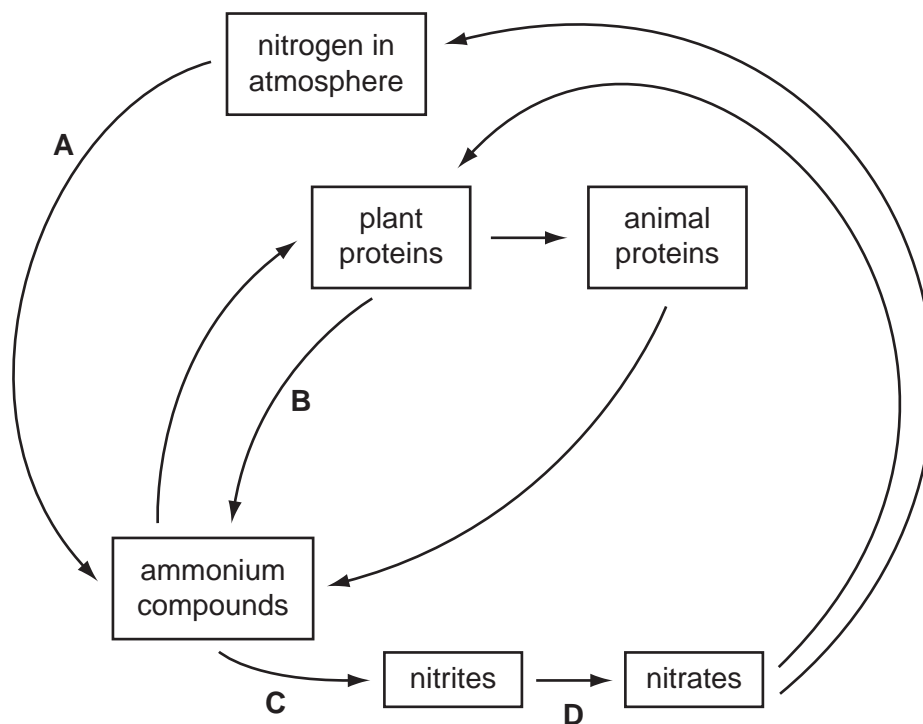 nitrogen in
atmosphere
A
plant
proteins
animal
proteins
B
ammonium
compounds
C
nitrites
D
nitrates